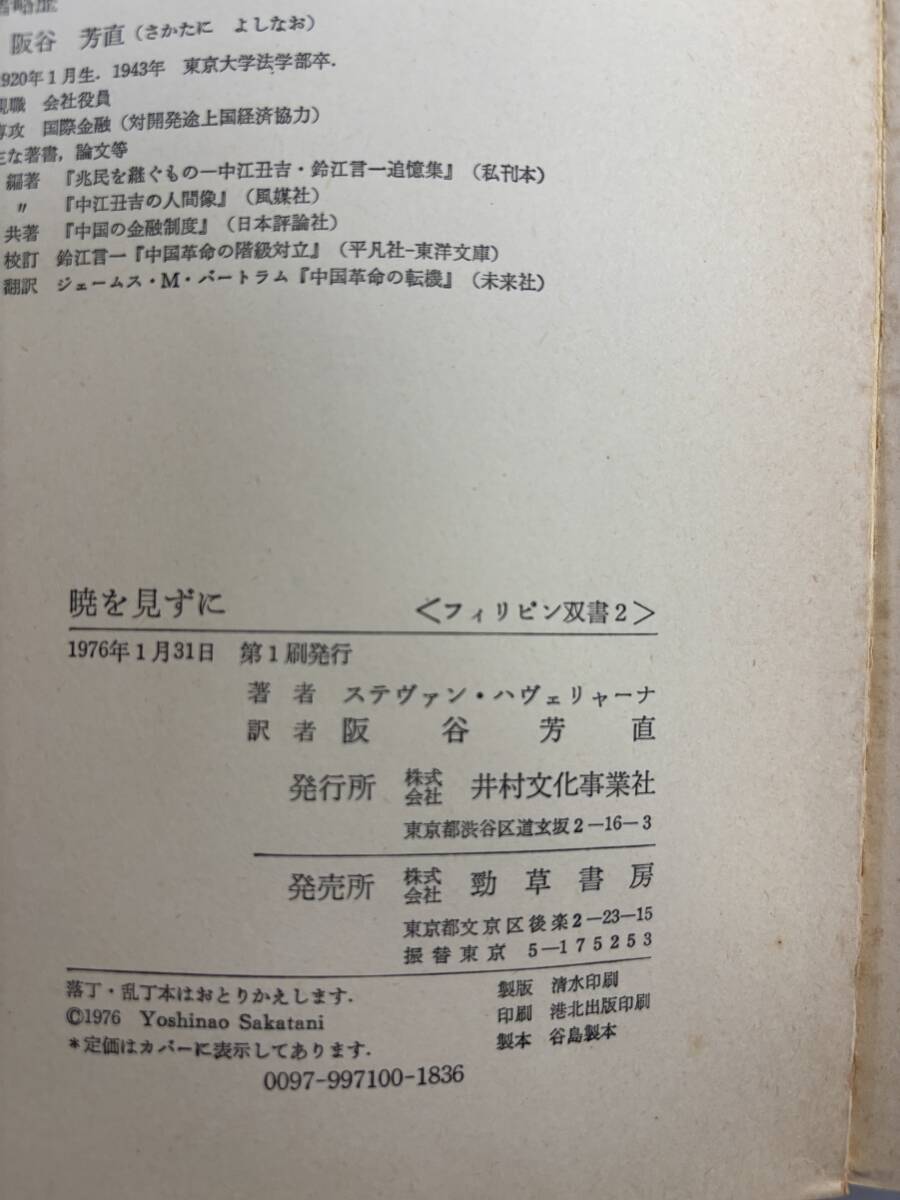 著略歴
阪谷 芳直(さかたに よしなお)
1920年1月生. 1943年 東京大学法学部卒.
現職 会社役員
専攻 国際金融(対開発途上国経済協力)
主な著書,論文等
編著 『兆民を継ぐもの―中江丑吉・鈴江言一追憶集』(私刊本)
〃 『中江丑吉の人間像』(風媒社)
共著 『中国の金融制度』(日本評論社)
校訂 鈴江言一『中国革命の階級対立』(平凡社-東洋文庫)
翻訳 ジェームス・M・バートラム『中国革命の転機』(未来社)
暁を見ずに <フィリピン双書2>
1976年1月31日 第1刷発行
著者 ステヴァン・ハヴェリャーナ
訳者 阪谷芳直
発行所 株式会社 井村文化事業社
東京都渋谷区道玄坂2―16―3
発売所 株式会社 勁草書房
東京都文京区後楽2―23―15
振替東京 5―175253
落丁・乱丁本はおとりかえします.
©1976 Yoshinao Sakatani
*定価はカバーに表示してあります.
製版 清水印刷
印刷 港北出版印刷
製本 谷島製本
0097-997100-1836